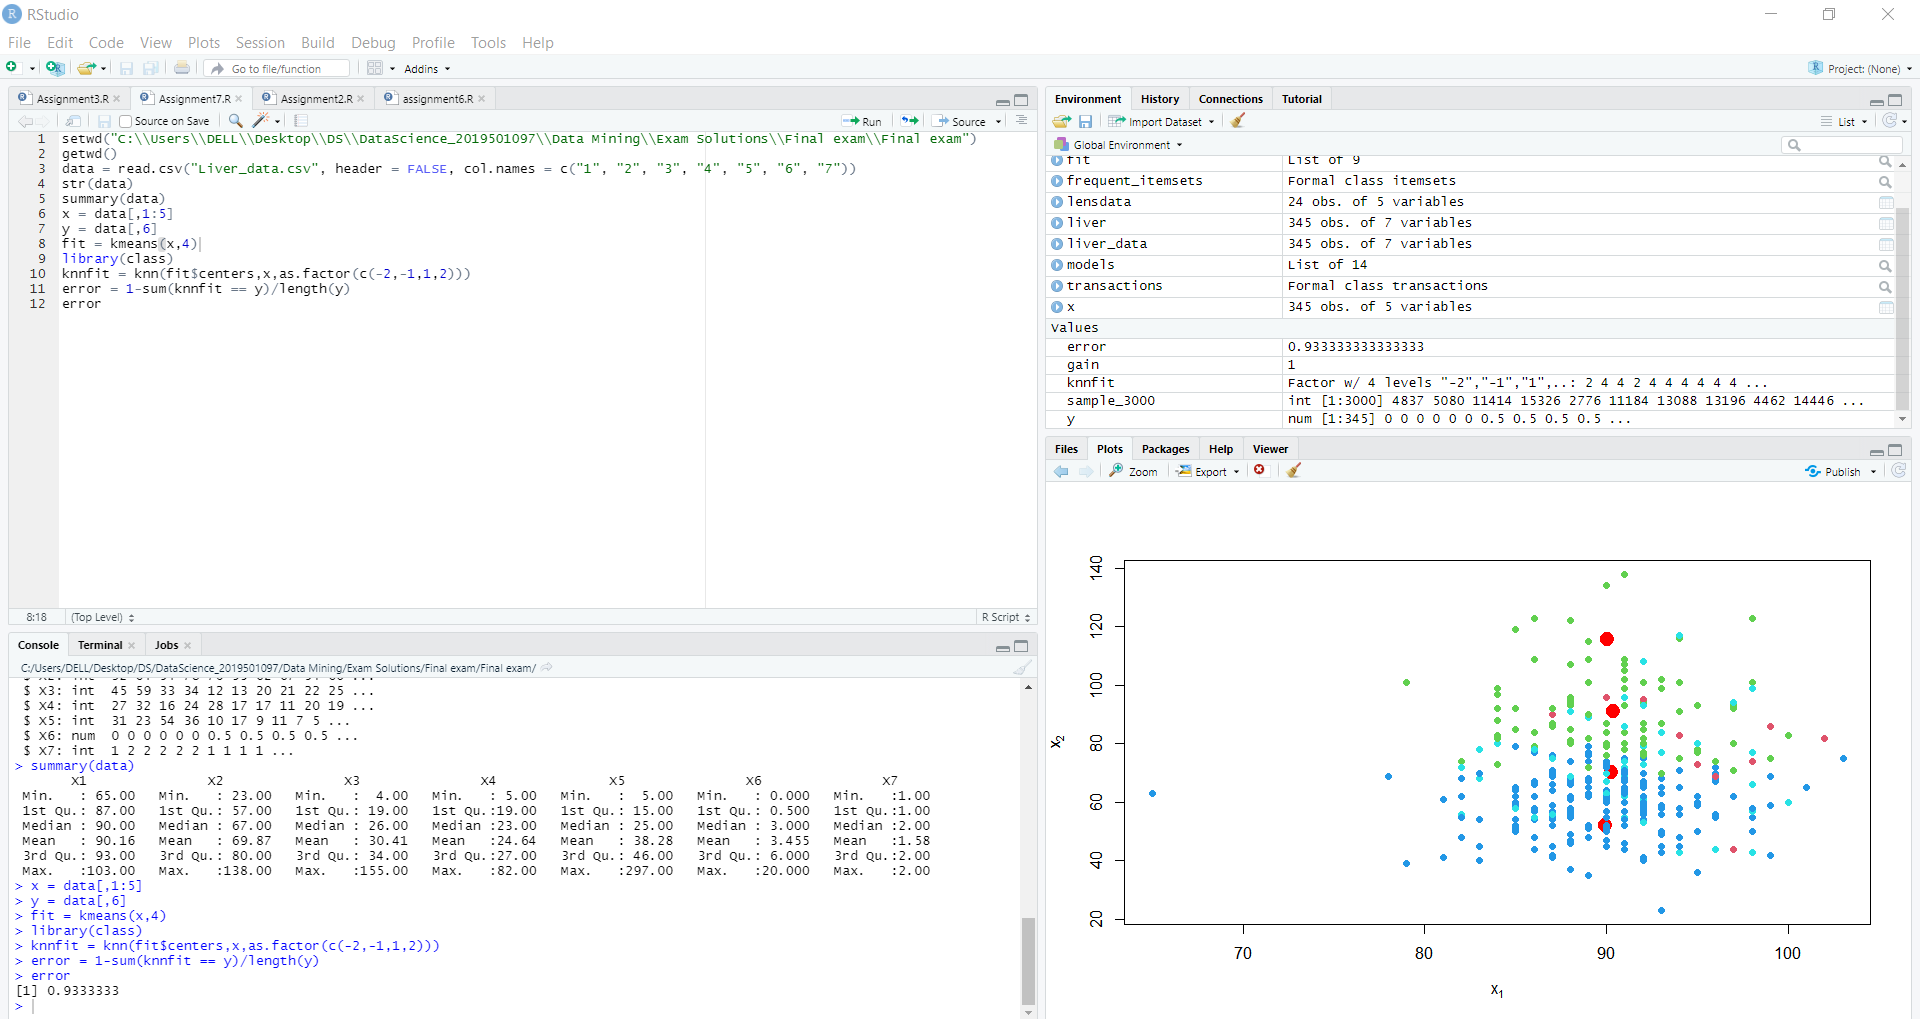 RStudio
File Edit Code View Plots Session Build Debug Profile Tools Help
Go to file/function Addins Project: (None)
Assignment3.R Assignment7.R Assignment2.R assignment6.R
Source on Save Run Source
1 setwd("C:\\Users\\DELL\\Desktop\\DS\\DataScience_2019501097\\Data Mining\\Exam Solutions\\Final exam\\Final exam")
2 getwd()
3 data = read.csv("Liver_data.csv", header = FALSE, col.names = c("1", "2", "3", "4", "5", "6", "7"))
4 str(data)
5 summary(data)
6 x = data[,1:5]
7 y = data[,6]
8 fit = kmeans(x,4)
9 library(class)
10 knnfit = knn(fit$centers,x,as.factor(c(-2,-1,1,2)))
11 error = 1-sum(knnfit == y)/length(y)
12 error
8:18 (Top Level) R Script
Console Terminal Jobs
C:/Users/DELL/Desktop/DS/DataScience_2019501097/Data Mining/Exam Solutions/Final exam/Final exam/
$ X3: int 45 59 33 34 12 13 20 21 22 25 ...
$ X4: int 27 32 16 24 28 17 17 11 20 19 ...
$ X5: int 31 23 54 36 10 17 9 11 7 5 ...
$ X6: num 0 0 0 0 0 0 0.5 0.5 0.5 0.5 ...
$ X7: int 1 2 2 2 2 2 1 1 1 1 ...
> summary(data)
X1 X2 X3 X4 X5 X6 X7
Min. : 65.00 Min. : 23.00 Min. : 4.00 Min. : 5.00 Min. : 5.00 Min. : 0.000 Min. :1.00
1st Qu.: 87.00 1st Qu.: 57.00 1st Qu.: 19.00 1st Qu.:19.00 1st Qu.: 15.00 1st Qu.: 0.500 1st Qu.:1.00
Median : 90.00 Median : 67.00 Median : 26.00 Median :23.00 Median : 25.00 Median : 3.000 Median :2.00
Mean : 90.16 Mean : 69.87 Mean : 30.41 Mean :24.64 Mean : 38.28 Mean : 3.455 Mean :1.58
3rd Qu.: 93.00 3rd Qu.: 80.00 3rd Qu.: 34.00 3rd Qu.:27.00 3rd Qu.: 46.00 3rd Qu.: 6.000 3rd Qu.:2.00
Max. :103.00 Max. :138.00 Max. :155.00 Max. :82.00 Max. :297.00 Max. :20.000 Max. :2.00
> x = data[,1:5]
> y = data[,6]
> fit = kmeans(x,4)
> library(class)
> knnfit = knn(fit$centers,x,as.factor(c(-2,-1,1,2)))
> error = 1-sum(knnfit == y)/length(y)
> error
[1] 0.9333333
>
Environment History Connections Tutorial
Import Dataset List
Global Environment
fit List of 9
frequent_itemsets Formal class itemsets
lensdata 24 obs. of 5 variables
liver 345 obs. of 7 variables
liver_data 345 obs. of 7 variables
models List of 14
transactions Formal class transactions
x 345 obs. of 5 variables
Values
error 0.933333333333333
gain 1
knnfit Factor w/ 4 levels "-2","-1","1",..: 2 4 4 2 4 4 4 4 4 4 ...
sample_3000 int [1:3000] 4837 5080 11414 15326 2776 11184 13088 13196 4462 14446 ...
y num [1:345] 0 0 0 0 0 0 0.5 0.5 0.5 0.5 ...
Files Plots Packages Help Viewer
Zoom Export Publish
140
120
100
80
60
40
20
x2
70 80 90 100
x1